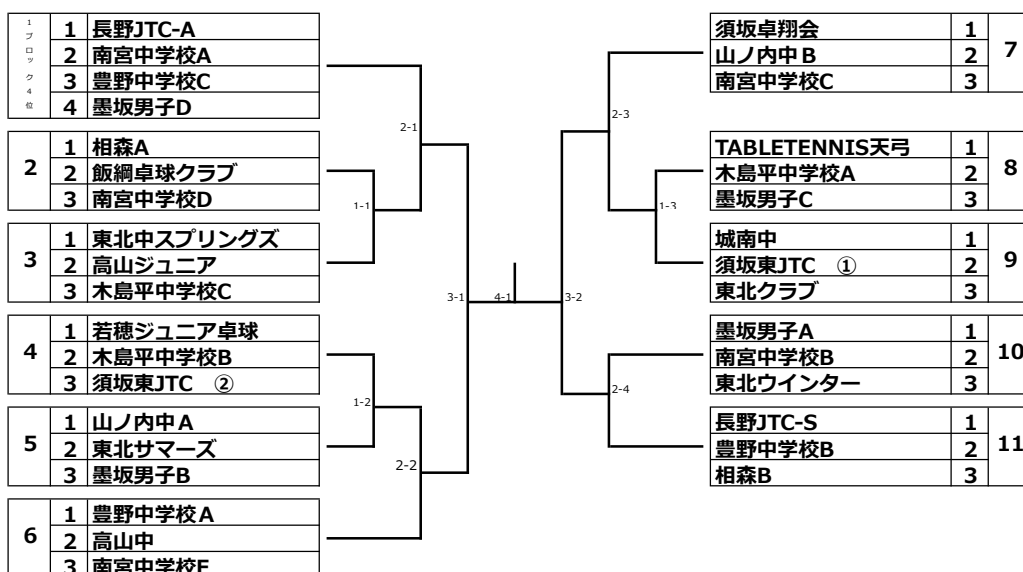 1ブロック4位
1 長野JTC-A
2 南宮中学校A
3 豊野中学校C
4 墨坂男子D
2
1 相森A
2 飯綱卓球クラブ
3 南宮中学校D
3
1 東北中スプリングズ
2 高山ジュニア
3 木島平中学校C
4
1 若穂ジュニア卓球
2 木島平中学校B
3 須坂東JTC ②
5
1 山ノ内中A
2 東北サマーズ
3 墨坂男子B
6
1 豊野中学校A
2 高山中
3 南宮中学校E
2-1
1-1
3-1
1-2
2-2
4-1
3-2
2-3
1-3
2-4
須坂卓翔会 1
山ノ内中B 2
南宮中学校C 3
7
TABLETENNIS天弓 1
木島平中学校A 2
墨坂男子C 3
8
城南中 1
須坂東JTC ① 2
東北クラブ 3
9
墨坂男子A 1
南宮中学校B 2
東北ウインター 3
10
長野JTC-S 1
豊野中学校B 2
相森B 3
11